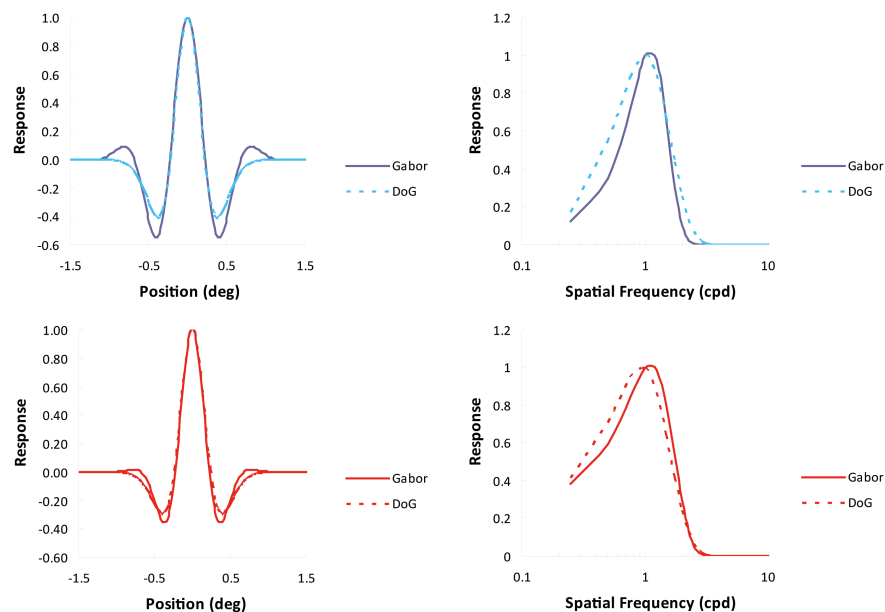 1.0
0.8
0.6
0.4
0.2
0.0
-0.2
-0.4
-0.6
Response
-1.5 -0.5 0.5 1.5
Position (deg)
Gabor
DoG
1.2
1
0.8
0.6
0.4
0.2
0
Response
0.1 1 10
Spatial Frequency (cpd)
Gabor
DoG
1.00
0.80
0.60
0.40
0.20
0.00
-0.20
-0.40
-0.60
Response
-1.5 -0.5 0.5 1.5
Position (deg)
Gabor
DoG
1.2
1
0.8
0.6
0.4
0.2
0
Response
0.1 1 10
Spatial Frequency (cpd)
Gabor
DoG